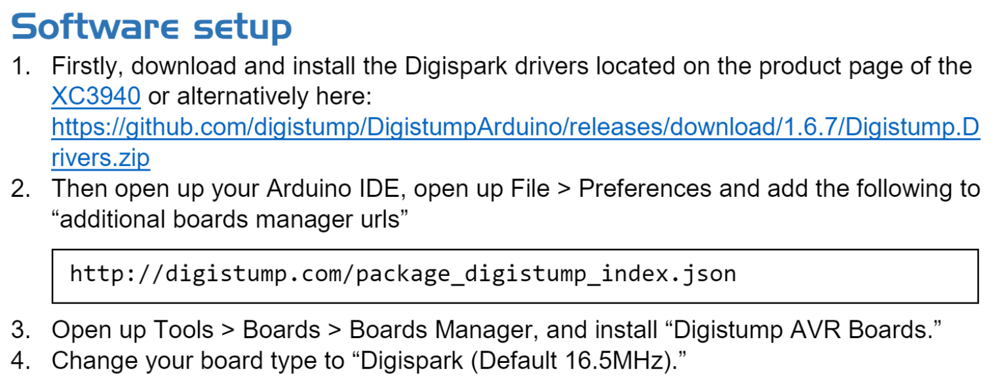 Software setup
1. Firstly, download and install the Digispark drivers located on the product page of the
XC3940 or alternatively here:
https://github.com/digistump/DigistumpArduino/releases/download/1.6.7/Digistump.D
rivers.zip
2. Then open up your Arduino IDE, open up File > Preferences and add the following to
“additional boards manager urls”
http://digistump.com/package_digistump_index.json
3. Open up Tools > Boards > Boards Manager, and install “Digistump AVR Boards.”
4. Change your board type to “Digispark (Default 16.5MHz).”